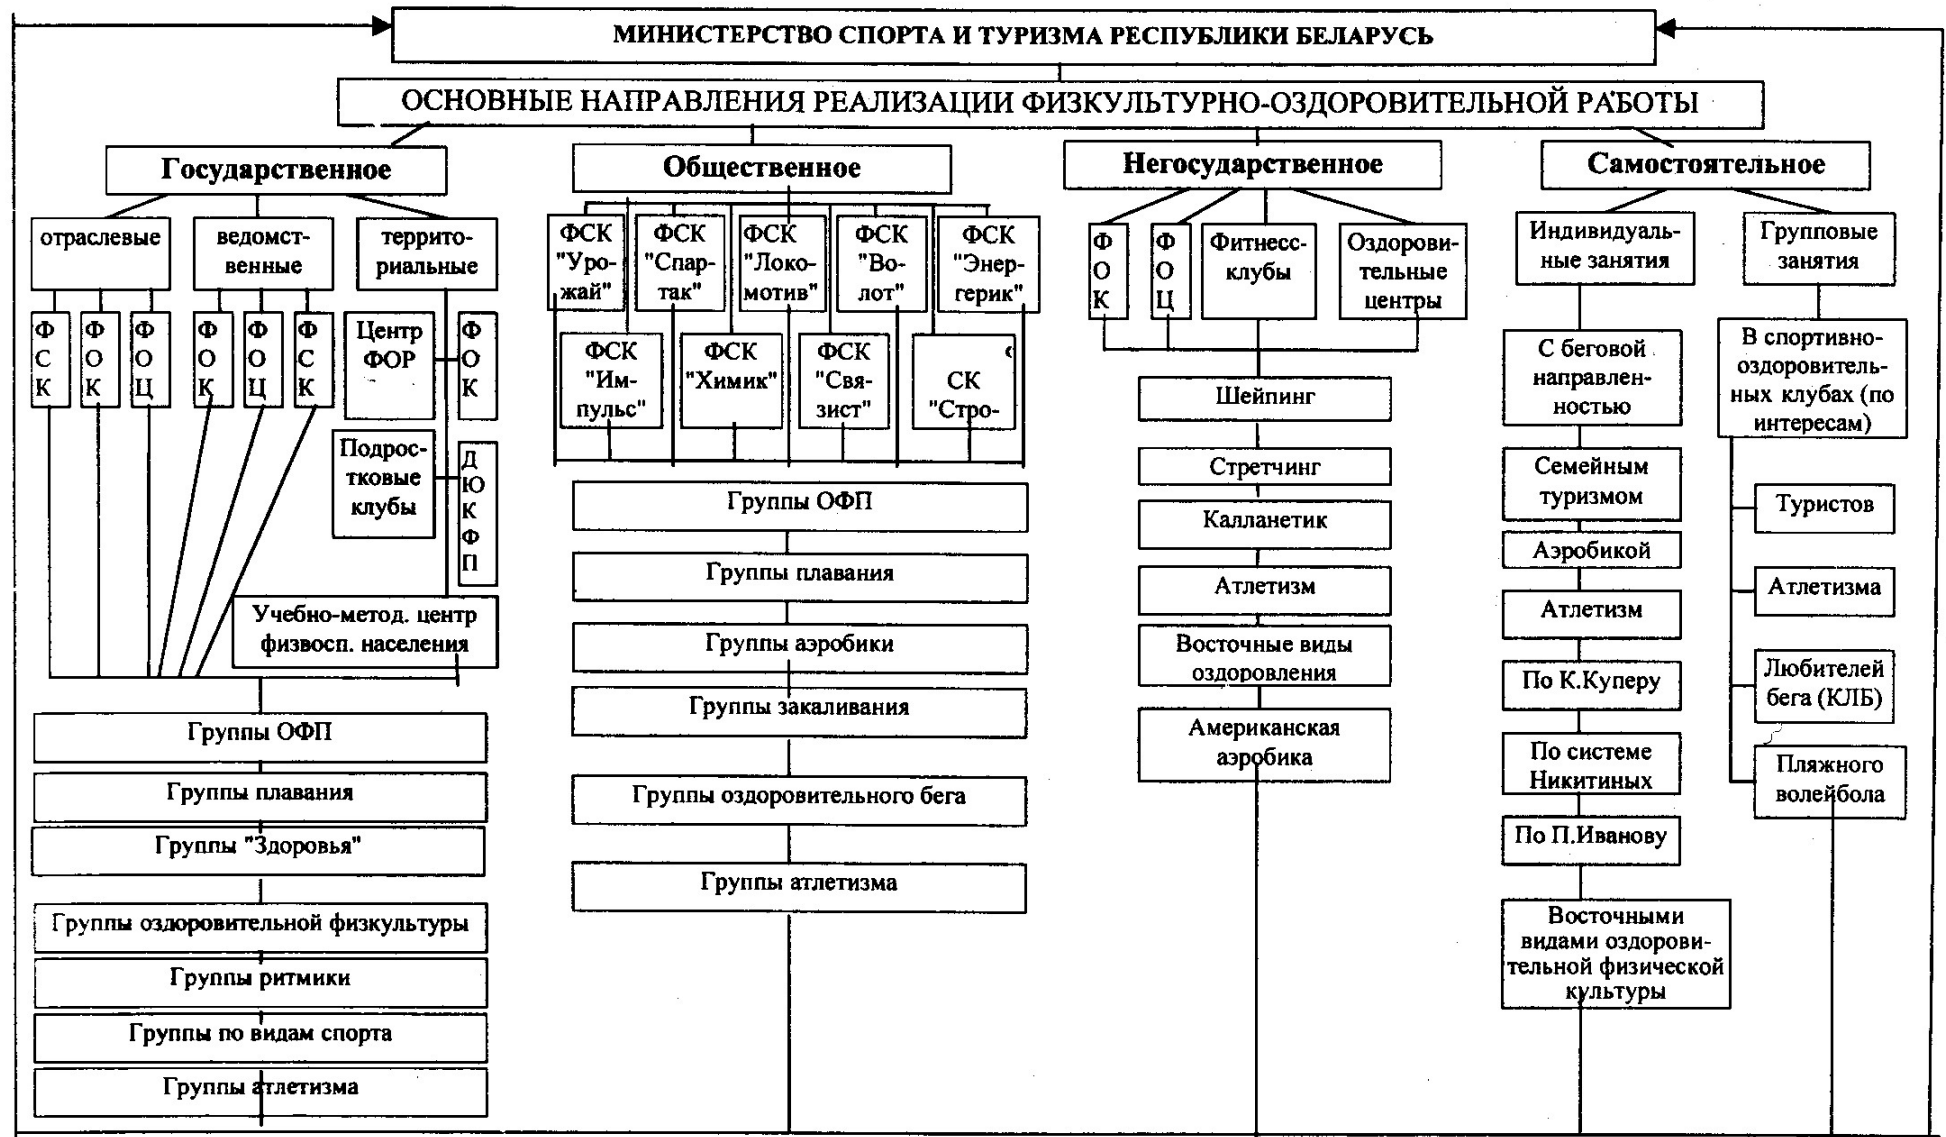 МИНИСТЕРСТВО СПОРТА И ТУРИЗМА РЕСПУБЛИКИ БЕЛАРУСЬ
ОСНОВНЫЕ НАПРАВЛЕНИЯ РЕАЛИЗАЦИИ ФИЗКУЛЬТУРНО-ОЗДОРОВИТЕЛЬНОЙ РАБОТЫ
Государственное
отраслевые
ведомст-
венные
террито-
риальные
ФСК
ФОК
ФОЦ
ФОК
ФОЦ
ФСК
Центр
ФОР
ФОК
Подрос-
тковые
клубы
ДЮКФП
Учебно-метод. центр
физвосп. населения
Группы ОФП
Группы плавания
Группы "Здоровья"
Группы оздоровительной физкультуры
Группы ритмики
Группы по видам спорта
Группы атлетизма
Общественное
ФСК
"Уро-
жай"
ФСК
"Спар-
так"
ФСК
"Локо-
мотив"
ФСК
"Во-
лот"
ФСК
"Энер-
герик"
ФСК
"Им-
пульс"
ФСК
"Химик"
ФСК
"Свя-
зист"
СК
"Стро-
Группы ОФП
Группы плавания
Группы аэробики
Группы закаливания
Группы оздоровительного бега
Группы атлетизма
Негосударственное
ФОК
ФОЦ
Фитнесс-
клубы
Оздорови-
тельные
центры
Шейпинг
Стретчинг
Калланетик
Атлетизм
Восточные виды
оздоровления
Американская
аэробика
Самостоятельное
Индивидуаль-
ные занятия
Групповые
занятия
С беговой
направлен-
ностью
Семейным
туризмом
Аэробикой
Атлетизм
По К.Куперу
По системе
Никитиных
По П.Иванову
Восточными
видами оздорови-
тельной физической
культуры
В спортивно-
оздоровитель-
ных клубах (по
интересам)
Туристов
Атлетизма
Любителей
бега (КЛБ)
Пляжного
волейбола